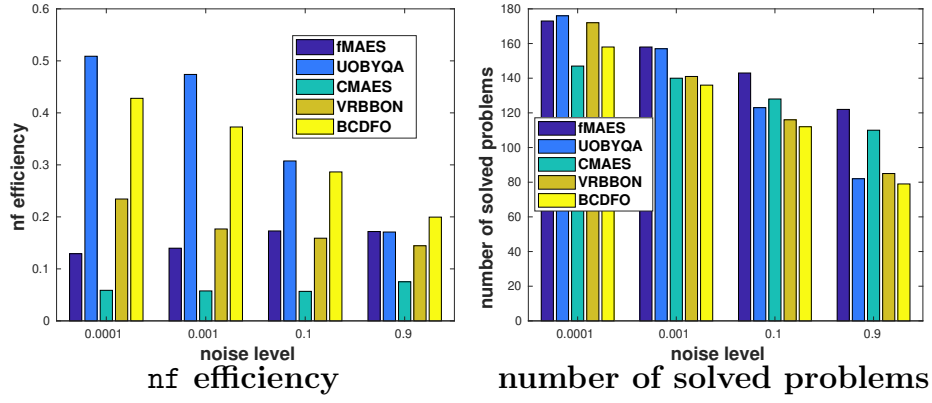 0.6
0.5
0.4
0.3
0.2
0.1
0
nf efficiency
fMAES
UOBYQA
CMAES
VRBBON
BCDFO
0.0001 0.001 0.1 0.9
noise level
nf efficiency
180
160
140
120
100
80
60
40
20
0
number of solved problems
fMAES
UOBYQA
CMAES
VRBBON
BCDFO
0.0001 0.001 0.1 0.9
noise level
number of solved problems